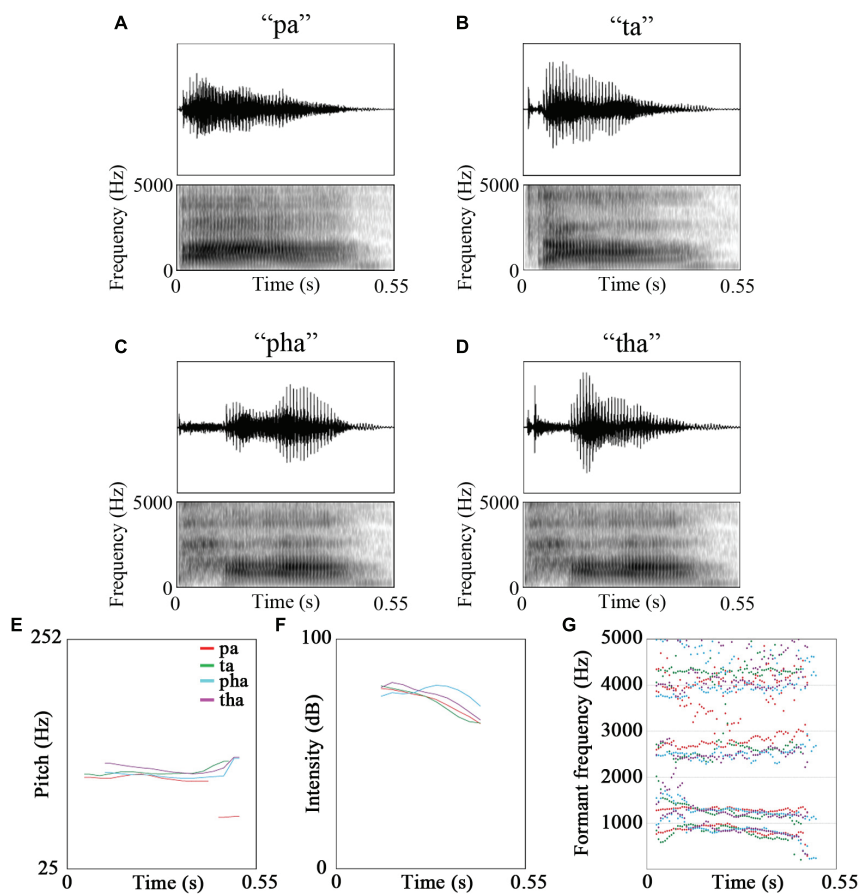 A "pa"
B "ta"
5000
Frequency (Hz)
0
0 Time (s) 0.55
5000
Frequency (Hz)
0
0 Time (s) 0.55
C "pha"
D "tha"
5000
Frequency (Hz)
0
0 Time (s) 0.55
5000
Frequency (Hz)
0
0 Time (s) 0.55
E
252
Pitch (Hz)
25
pa
ta
pha
tha
0 Time (s) 0.55
F
100
Intensity (dB)
0
0 Time (s) 0.55
G
5000
4000
3000
2000
1000
Formant frequency (Hz)
0 Time (s) 0.55